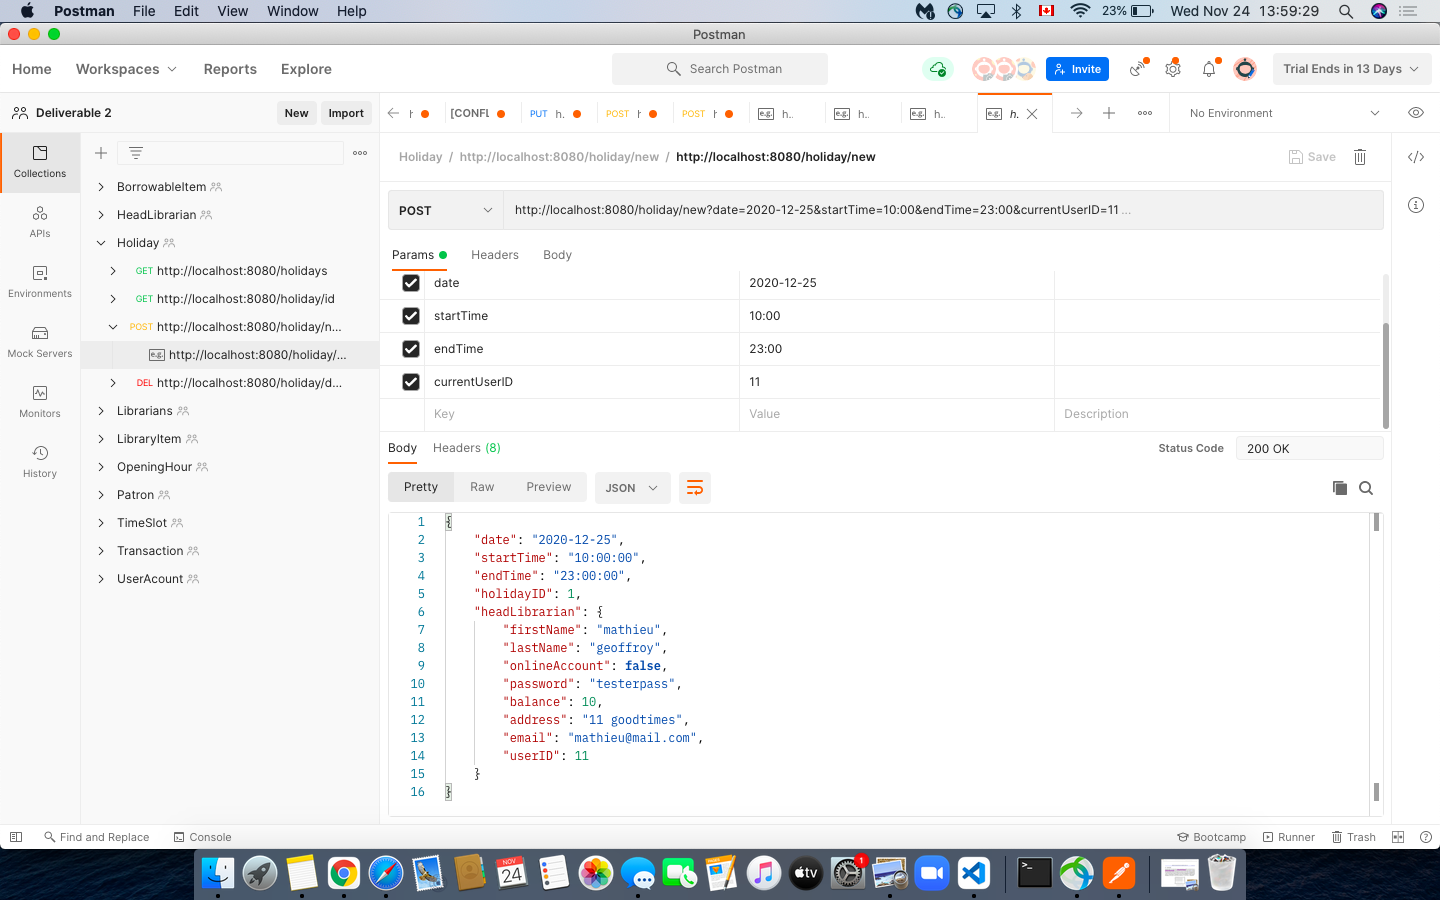 Postman File Edit View Window Help 23% Wed Nov 24 13:59:29
Postman
Home Workspaces Reports Explore Search Postman Invite Trial Ends in 13 Days
Deliverable 2 New Import
h [CONFL PUT h. POST h POST h e.g. h.. e.g. h.. e.g. h.. e.g. h. No Environment
Collections
APIs
Environments
Mock Servers
Monitors
History
BorrowableItem
HeadLibrarian
Holiday
GET http://localhost:8080/holidays
GET http://localhost:8080/holiday/id
POST http://localhost:8080/holiday/n...
e.g. http://localhost:8080/holiday/...
DEL http://localhost:8080/holiday/d...
Librarians
LibraryItem
OpeningHour
Patron
TimeSlot
Transaction
UserAcount
Holiday / http://localhost:8080/holiday/new / http://localhost:8080/holiday/new Save
POST http://localhost:8080/holiday/new?date=2020-12-25&startTime=10:00&endTime=23:00&currentUserID=11 ...
Params Headers Body
date 2020-12-25
startTime 10:00
endTime 23:00
currentUserID 11
Key Value Description
Body Headers (8) Status Code 200 OK
Pretty Raw Preview JSON
1 {
2 "date": "2020-12-25",
3 "startTime": "10:00:00",
4 "endTime": "23:00:00",
5 "holidayID": 1,
6 "headLibrarian": {
7 "firstName": "mathieu",
8 "lastName": "geoffroy",
9 "onlineAccount": false,
10 "password": "testerpass",
11 "balance": 10,
12 "address": "11 goodtimes",
13 "email": "mathieu@mail.com",
14 "userID": 11
15 }
16 }
Find and Replace Console Bootcamp Runner Trash
NOV
24
tv
1